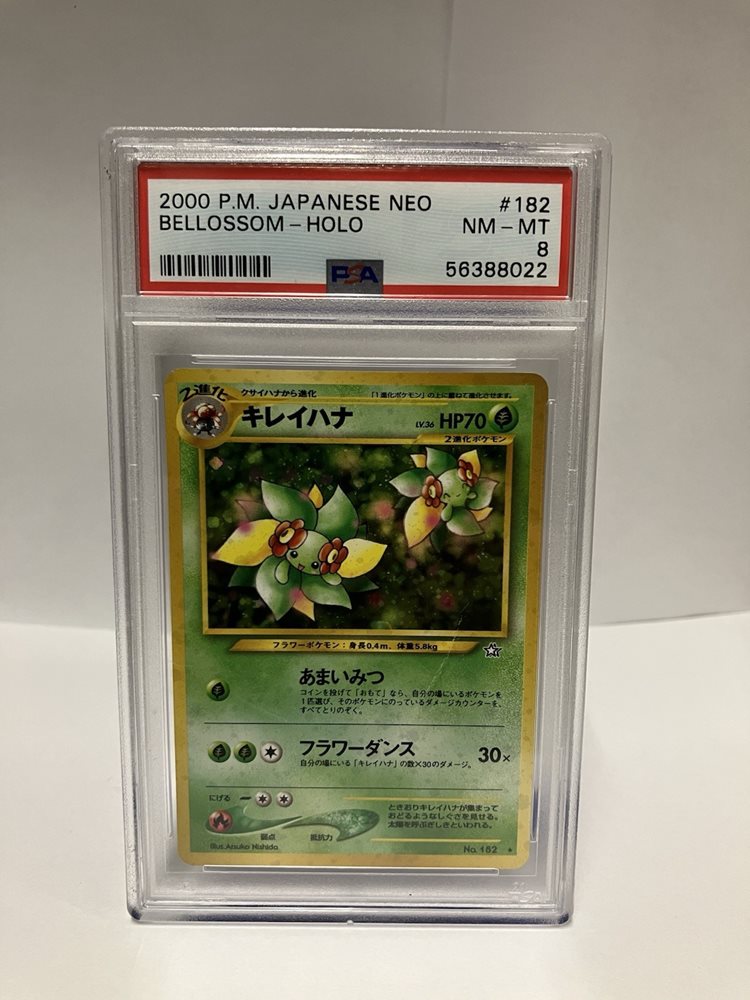 2000 P.M. JAPANESE NEO #182
BELLOSSOM - HOLO NM - MT
8
PSA 56388022
2進化 クサイハナから進化 「1進化ポケモン」の上に重ねて進化させます。
キレイハナ LV.36 HP70
2進化ポケモン
フラワーポケモン：身長0.4m, 体重5.8kg
あまいみつ
コインを投げて「おもて」なら、自分の場にいるポケモンを
1匹選び、そのポケモンにのっているダメージカウンターを、
すべてとりのぞく。
フラワーダンス 30×
自分の場にいる「キレイハナ」の数×30のダメージ。
にげる
ときおりキレイハナが集まって
おどるようなしぐさを見せる。
太陽を呼ぶぎしきといわれる。
弱点 抵抗力
Illus. Atsuko Nishida No. 182